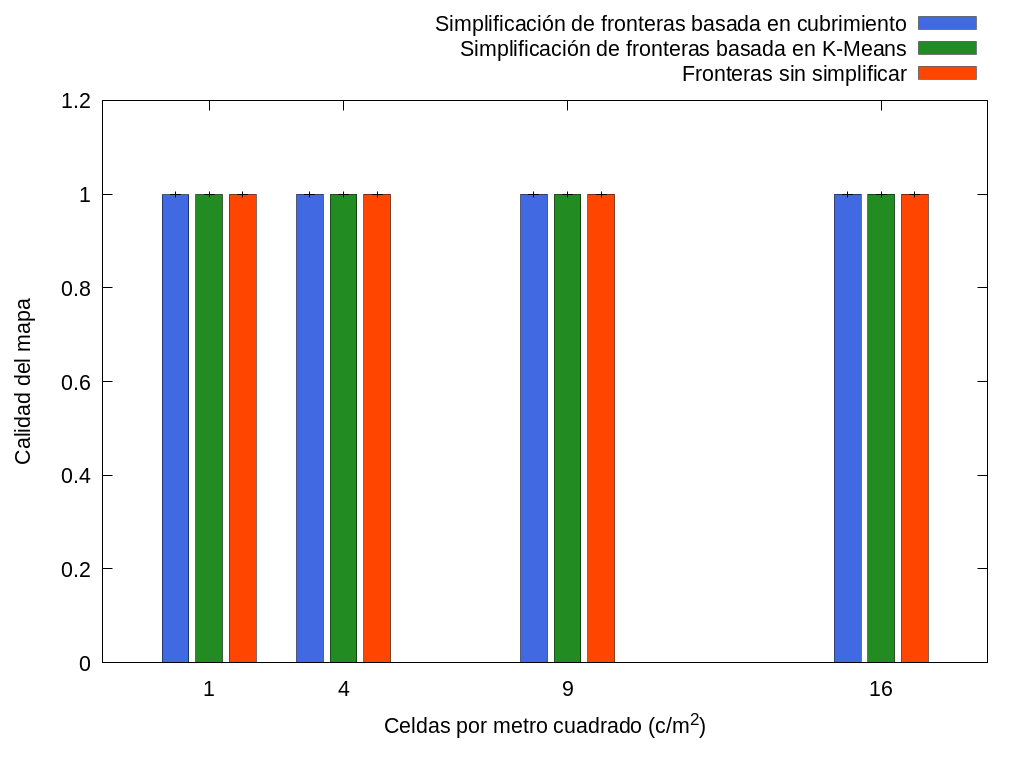 Simplificación de fronteras basada en cubrimiento
Simplificación de fronteras basada en K-Means
Fronteras sin simplificar
1.2
1
0.8
0.6
0.4
0.2
0
Calidad del mapa
1 4 9 16
Celdas por metro cuadrado (c/m²)